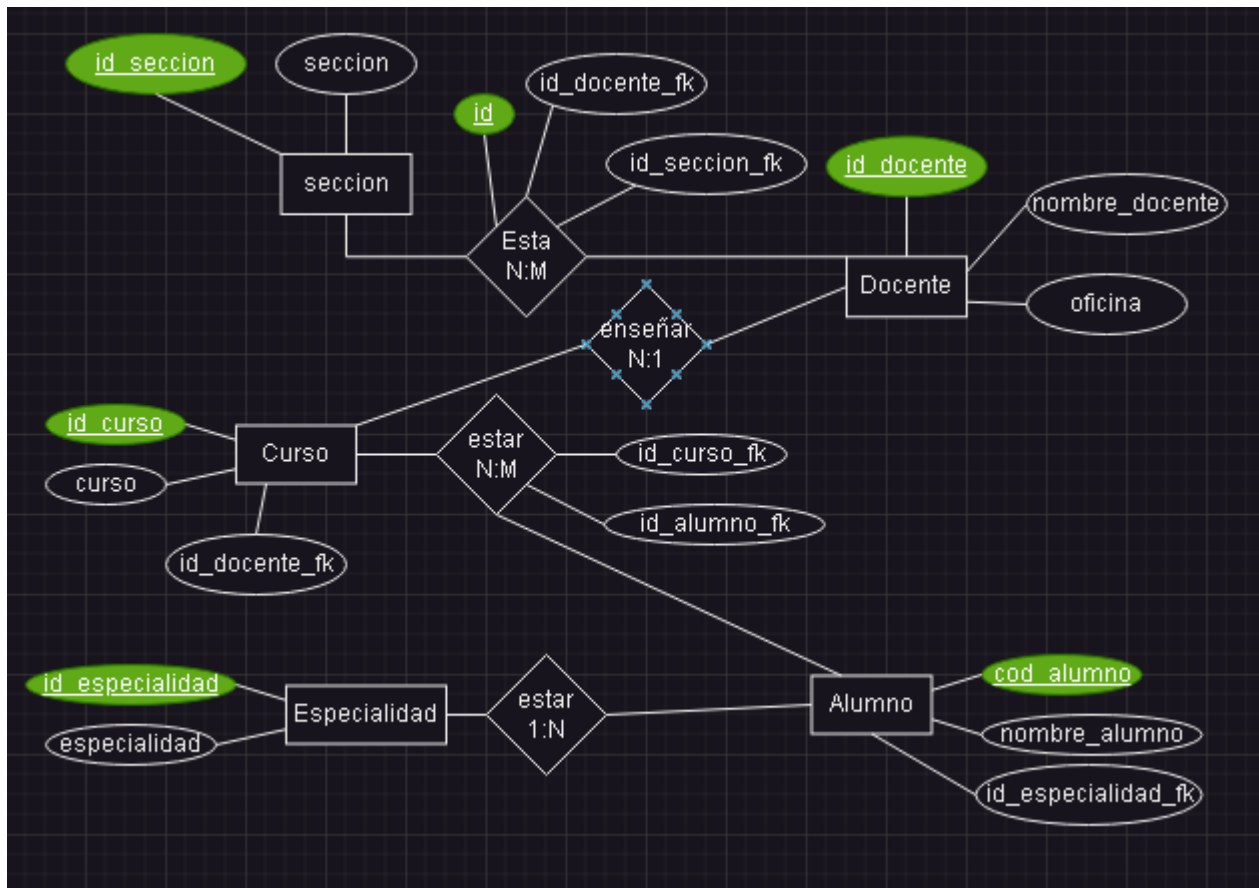 id_seccion
seccion
id_docente_fk
id
id_seccion_fk
id_docente
seccion
nombre_docente
Esta
N:M
Docente
oficina
enseñar
N:1
id_curso
estar
N:M
Curso
id_curso_fk
curso
id_alumno_fk
id_docente_fk
id_especialidad
cod_alumno
estar
1:N
Especialidad
Alumno
especialidad
nombre_alumno
id_especialidad_fk